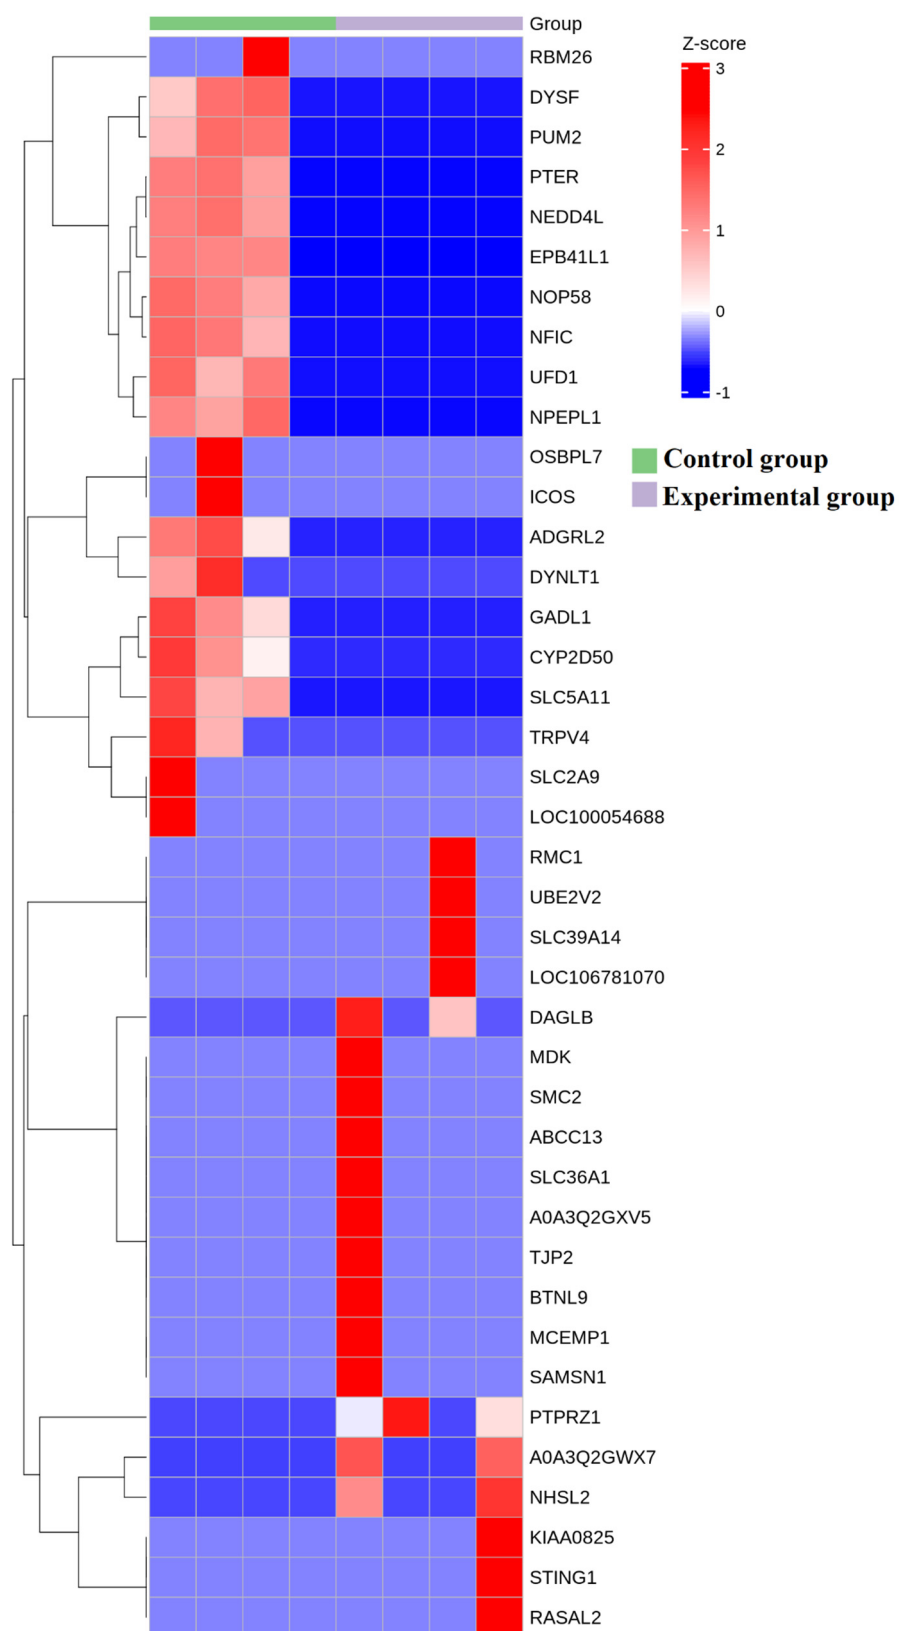 Group
Z-score
3
2
1
0
-1
Control group
Experimental group
RBM26
DYSF
PUM2
PTER
NEDD4L
EPB41L1
NOP58
NFIC
UFD1
NPEPL1
OSBPL7
ICOS
ADGRL2
DYNLT1
GADL1
CYP2D50
SLC5A11
TRPV4
SLC2A9
LOC100054688
RMC1
UBE2V2
SLC39A14
LOC106781070
DAGLB
MDK
SMC2
ABCC13
SLC36A1
A0A3Q2GXV5
TJP2
BTNL9
MCEMP1
SAMSN1
PTPRZ1
A0A3Q2GWX7
NHSL2
KIAA0825
STING1
RASAL2